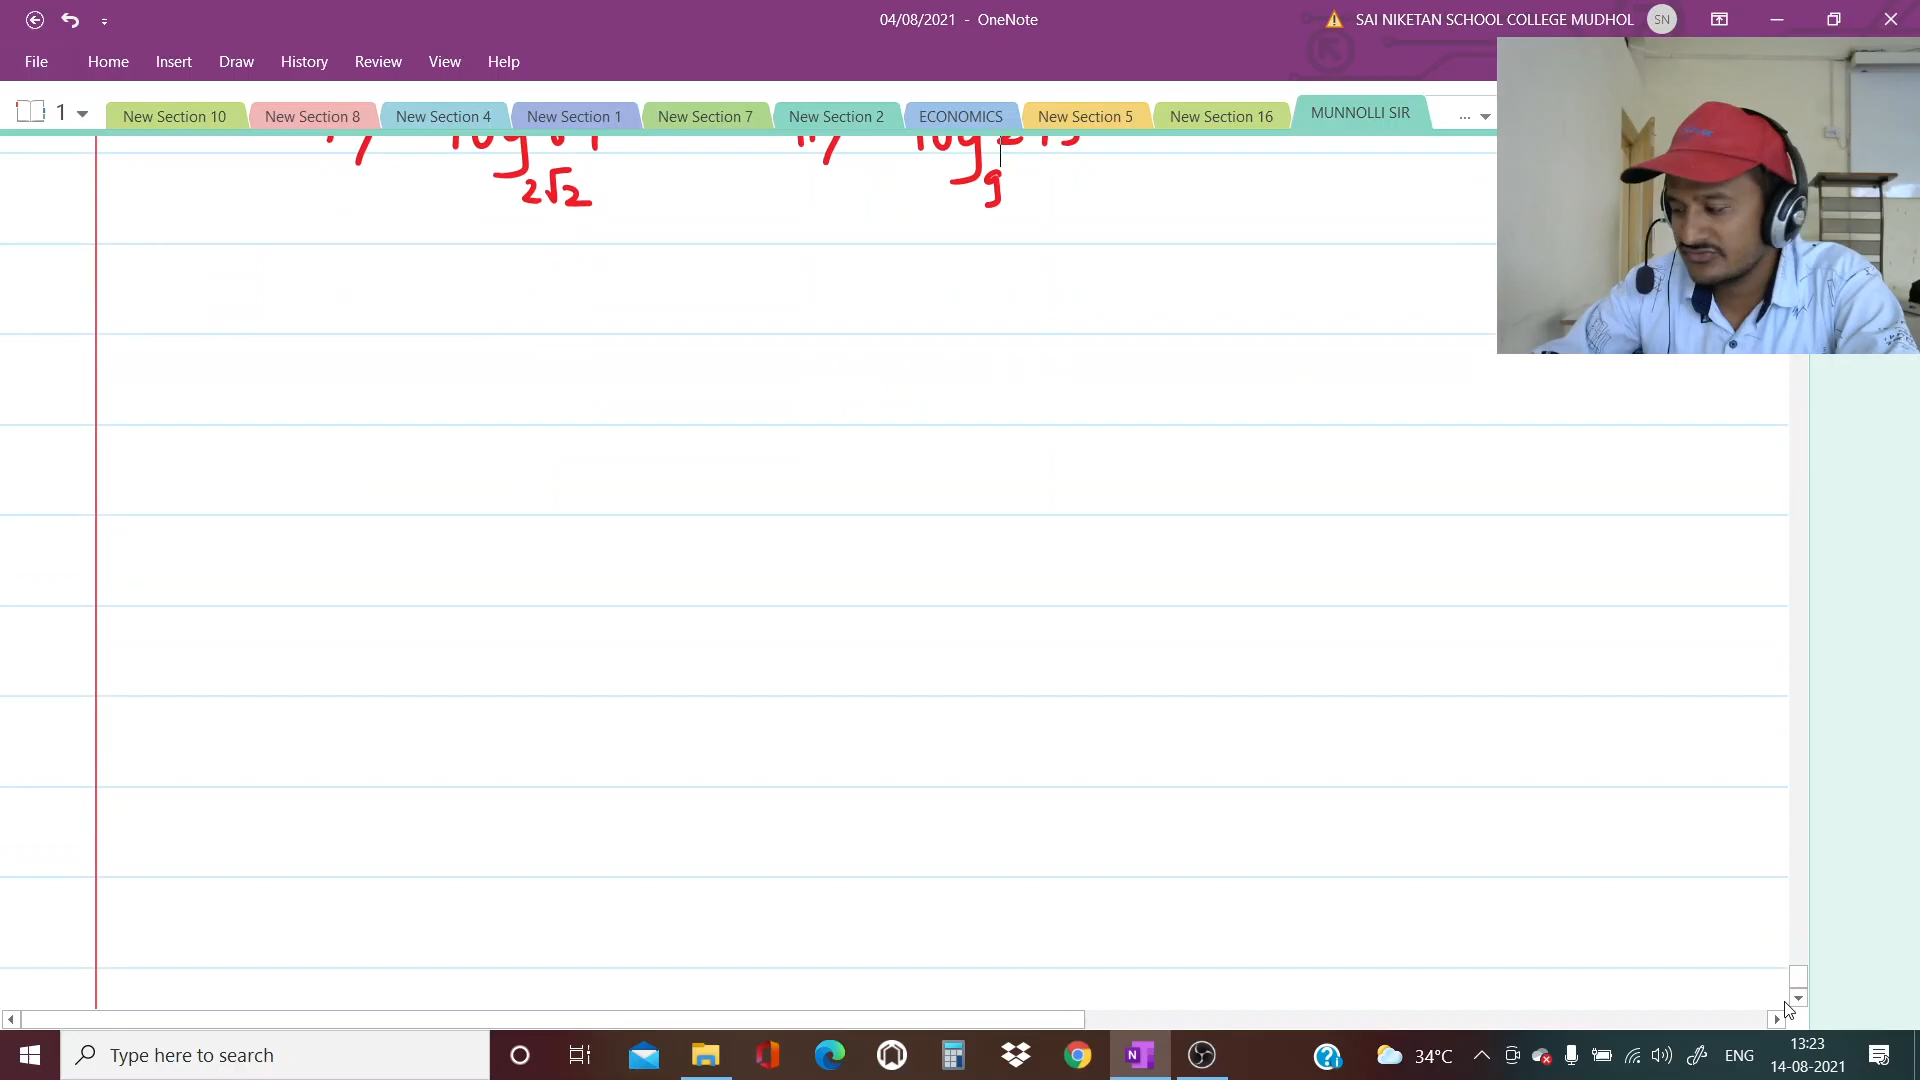 04/08/2021 - OneNote
SAI NIKETAN SCHOOL COLLEGE MUDHOL SN
File Home Insert Draw History Review View Help
1 New Section 10 New Section 8 New Section 4 New Section 1 New Section 7 New Section 2 ECONOMICS New Section 5 New Section 16 MUNNOLLI SIR ...
2√2 9
Type here to search
34°C ENG 13:23
14-08-2021